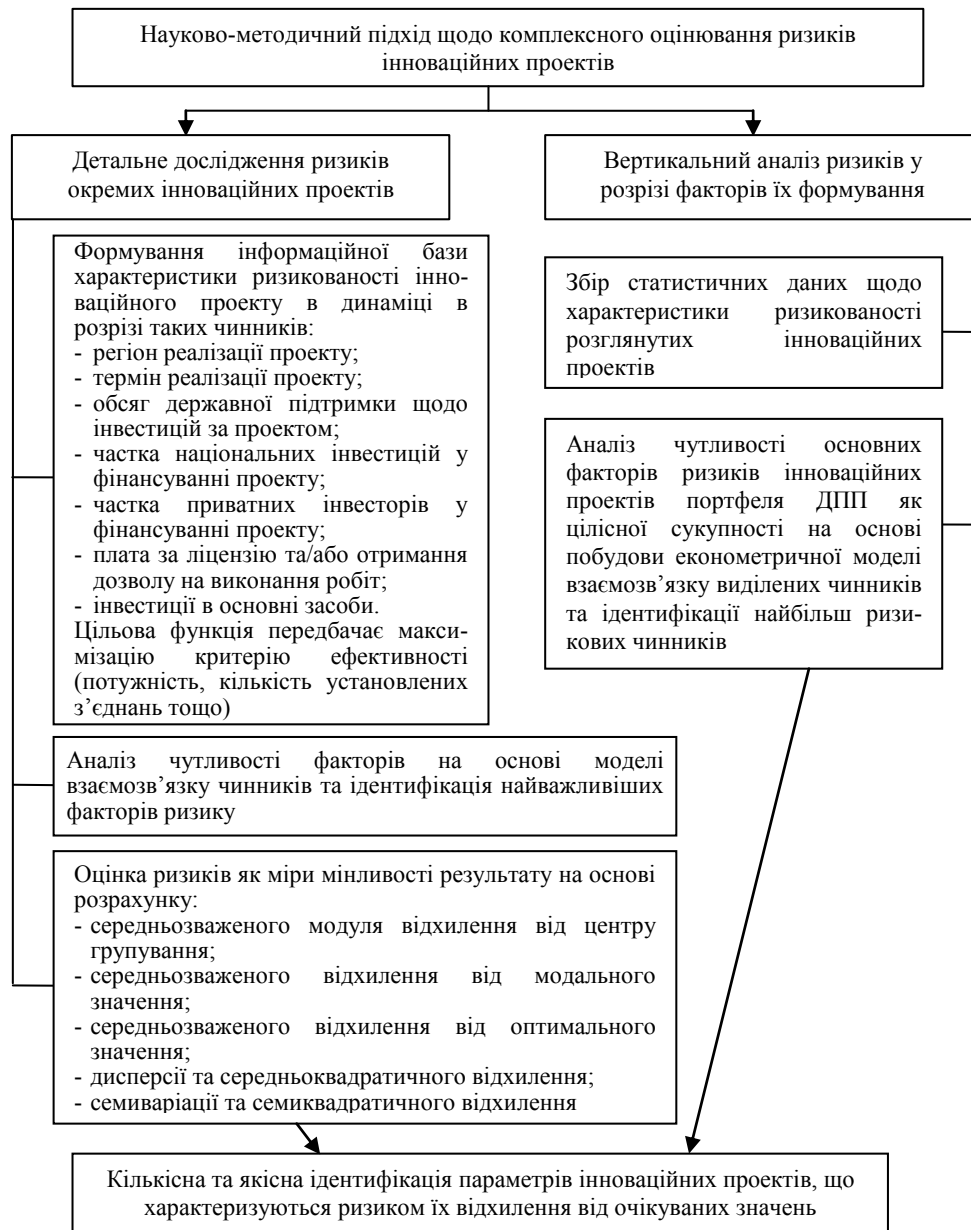 Науково-методичний підхід щодо комплексного оцінювання ризиків
інноваційних проектів
Детальне дослідження ризиків
окремих інноваційних проектів
Формування інформаційної бази
характеристики ризикованості інно-
ваційного проекту в динаміці в
розрізі таких чинників:
- регіон реалізації проекту;
- термін реалізації проекту;
- обсяг державної підтримки щодо
інвестицій за проектом;
- частка національних інвестицій у
фінансуванні проекту;
- частка приватних інвесторів у
фінансуванні проекту;
- плата за ліцензію та/або отримання
дозволу на виконання робіт;
- інвестиції в основні засоби.
Цільова функція передбачає макси-
мізацію критерію ефективності
(потужність, кількість установлених
з’єднань тощо)
Аналіз чутливості факторів на основі моделі
взаємозв’язку чинників та ідентифікація найважливіших
факторів ризику
Оцінка ризиків як міри мінливості результату на основі
розрахунку:
- середньозваженого модуля відхилення від центру
групування;
- середньозваженого відхилення від модального
значення;
- середньозваженого відхилення від оптимального
значення;
- дисперсії та середньоквадратичного відхилення;
- семиваріації та семиквадратичного відхилення
Вертикальний аналіз ризиків у
розрізі факторів їх формування
Збір статистичних даних щодо
характеристики ризикованості
розглянутих інноваційних
проектів
Аналіз чутливості основних
факторів ризиків інноваційних
проектів портфеля ДПП як
цілісної сукупності на основі
побудови економетричної моделі
взаємозв’язку виділених чинників
та ідентифікації найбільш ризи-
кових чинників
Кількісна та якісна ідентифікація параметрів інноваційних проектів, що
характеризуються ризиком їх відхилення від очікуваних значень